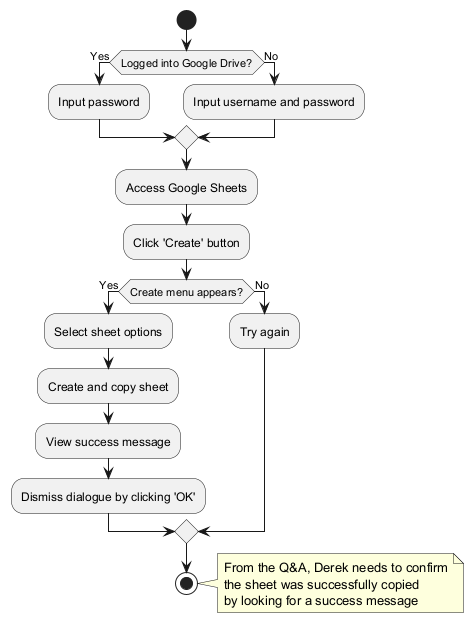 Logged into Google Drive?
Yes
No
Input password
Input username and password
Access Google Sheets
Click 'Create' button
Create menu appears?
Yes
No
Select sheet options
Try again
Create and copy sheet
View success message
Dismiss dialogue by clicking 'OK'
From the Q&A, Derek needs to confirm
the sheet was successfully copied
by looking for a success message